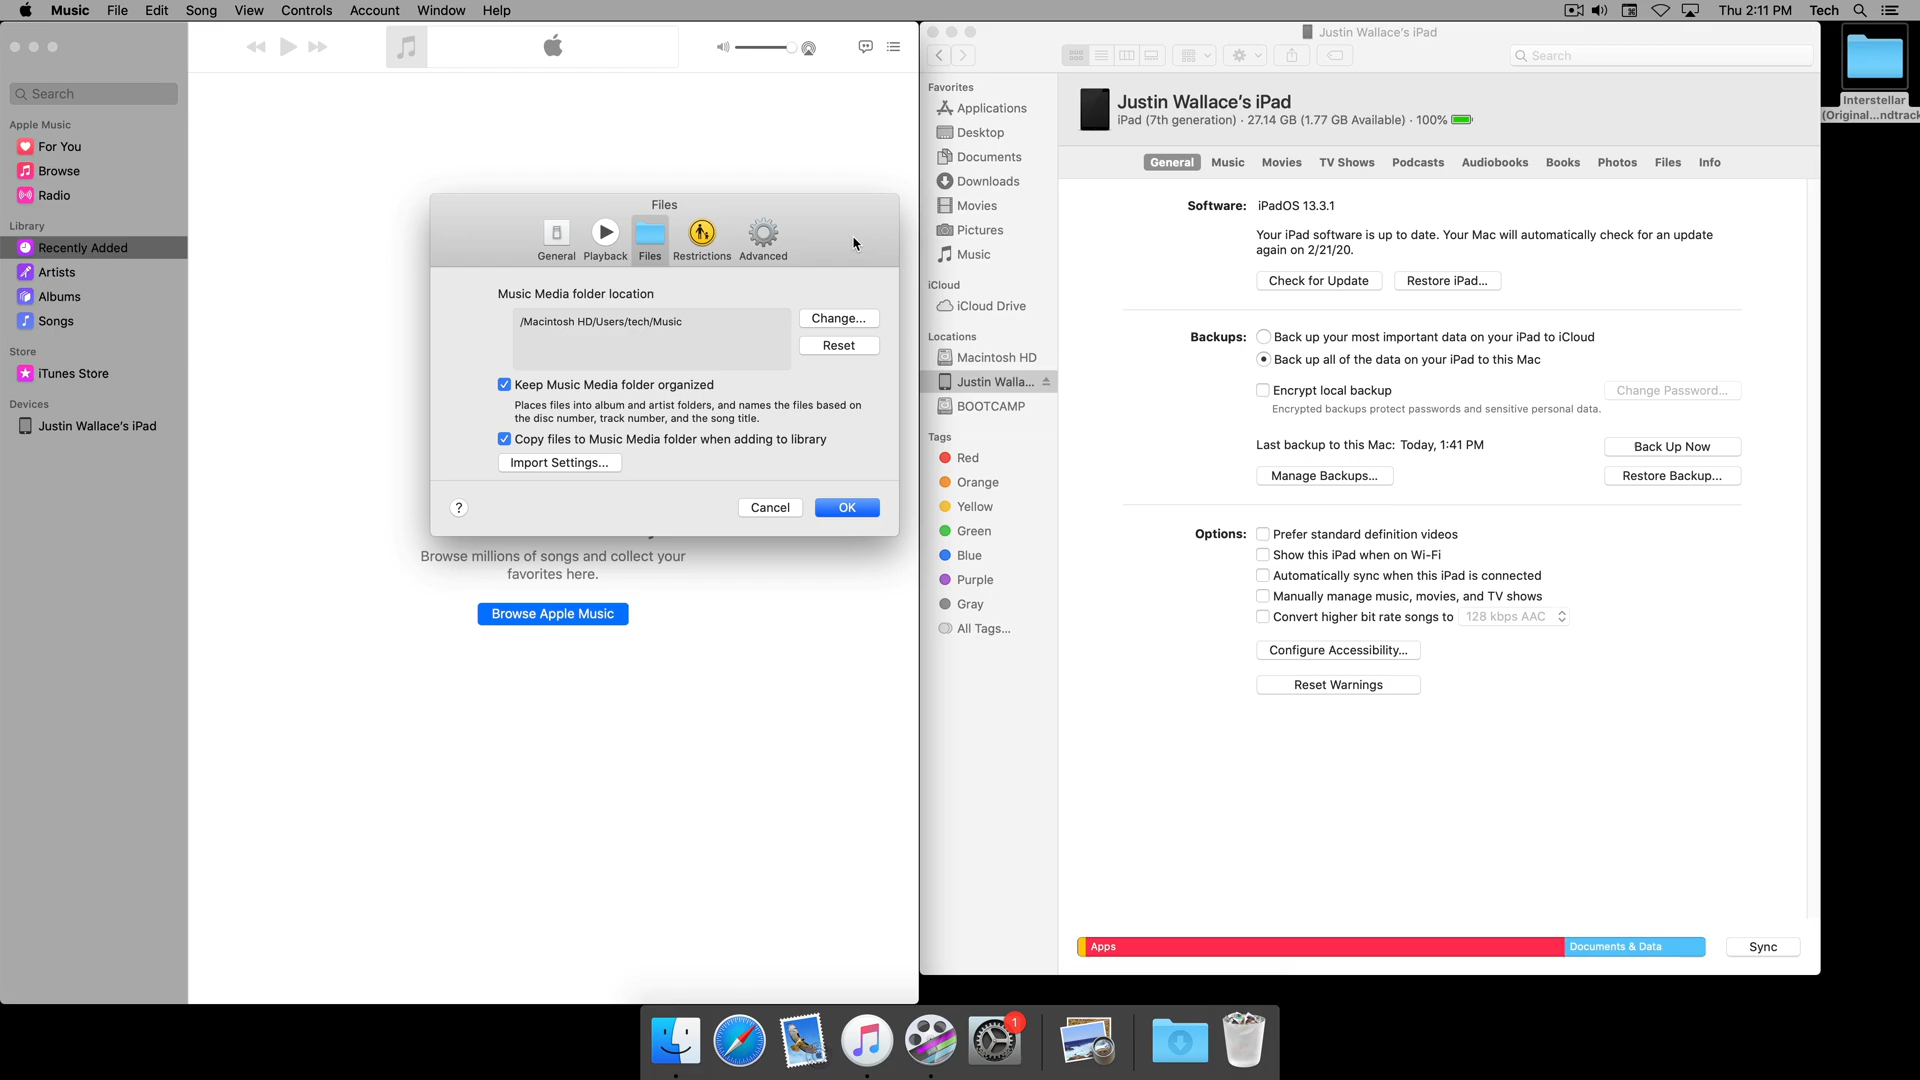 Music File Edit Song View Controls Account Window Help
Thu 2:11 PM Tech
Search
Apple Music
For You
Browse
Radio
Library
Recently Added
Artists
Albums
Songs
Store
iTunes Store
Devices
Justin Wallace's iPad
Files
General Playback Files Restrictions Advanced
Music Media folder location
/Macintosh HD/Users/tech/Music
Change...
Reset
Keep Music Media folder organized
Places files into album and artist folders, and names the files based on
the disc number, track number, and the song title.
Copy files to Music Media folder when adding to library
Import Settings...
?
Cancel
OK
Browse millions of songs and collect your
favorites here.
Browse Apple Music
Justin Wallace's iPad
Search
Favorites
Applications
Desktop
Documents
Downloads
Movies
Pictures
Music
iCloud
iCloud Drive
Locations
Macintosh HD
Justin Walla...
BOOTCAMP
Tags
Red
Orange
Yellow
Green
Blue
Purple
Gray
All Tags...
Justin Wallace's iPad
iPad (7th generation) · 27.14 GB (1.77 GB Available) · 100%
General Music Movies TV Shows Podcasts Audiobooks Books Photos Files Info
Software: iPadOS 13.3.1
Your iPad software is up to date. Your Mac will automatically check for an update
again on 2/21/20.
Check for Update
Restore iPad...
Backups: Back up your most important data on your iPad to iCloud
Back up all of the data on your iPad to this Mac
Encrypt local backup
Change Password...
Encrypted backups protect passwords and sensitive personal data.
Last backup to this Mac: Today, 1:41 PM
Back Up Now
Manage Backups...
Restore Backup...
Options: Prefer standard definition videos
Show this iPad when on Wi-Fi
Automatically sync when this iPad is connected
Manually manage music, movies, and TV shows
Convert higher bit rate songs to 128 kbps AAC
Configure Accessibility...
Reset Warnings
Apps
Documents & Data
Sync
Interstellar
(Original...ndtrack
1